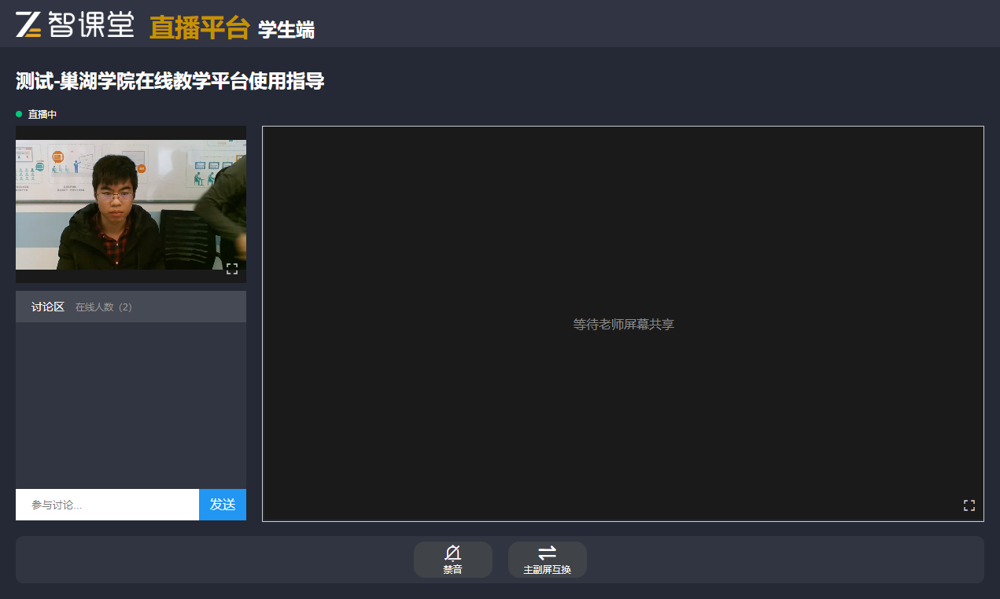 智课堂 直播平台 学生端
测试-巢湖学院在线教学平台使用指导
直播中
讨论区 在线人数 (2)
等待老师屏幕共享
参与讨论... 发送
禁音 主副屏互换